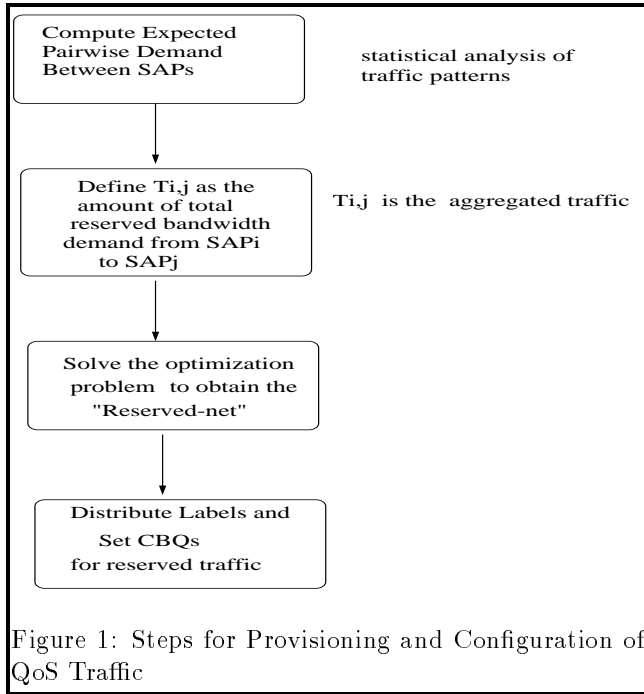 Compute Expected
Pairwise Demand
Between SAPs
statistical analysis of
traffic patterns
Define Ti,j as the
amount of total
reserved bandwidth
demand from SAPi
to SAPj
Ti,j is the aggregated traffic
Solve the optimization
problem to obtain the
"Reserved-net"
Distribute Labels and
Set CBQs
for reserved traffic
Figure 1: Steps for Provisioning and Configuration of
QoS Traffic